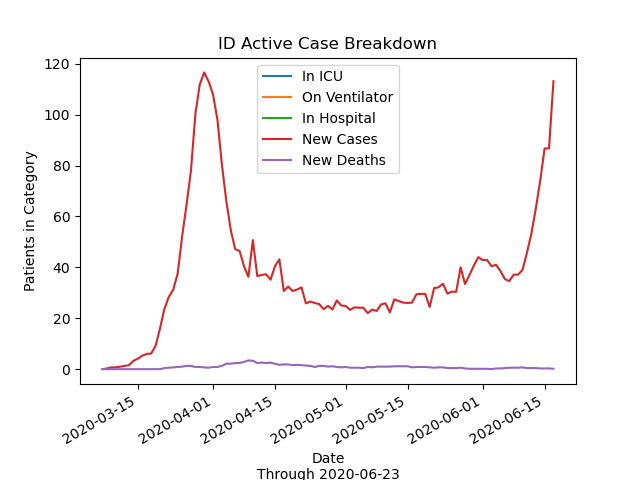 ID Active Case Breakdown
120
100
80
60
40
20
0
Patients in Category
In ICU
On Ventilator
In Hospital
New Cases
New Deaths
2020-03-15
2020-04-01
2020-04-15
2020-05-01
2020-05-15
2020-06-01
2020-06-15
Date
Through 2020-06-23